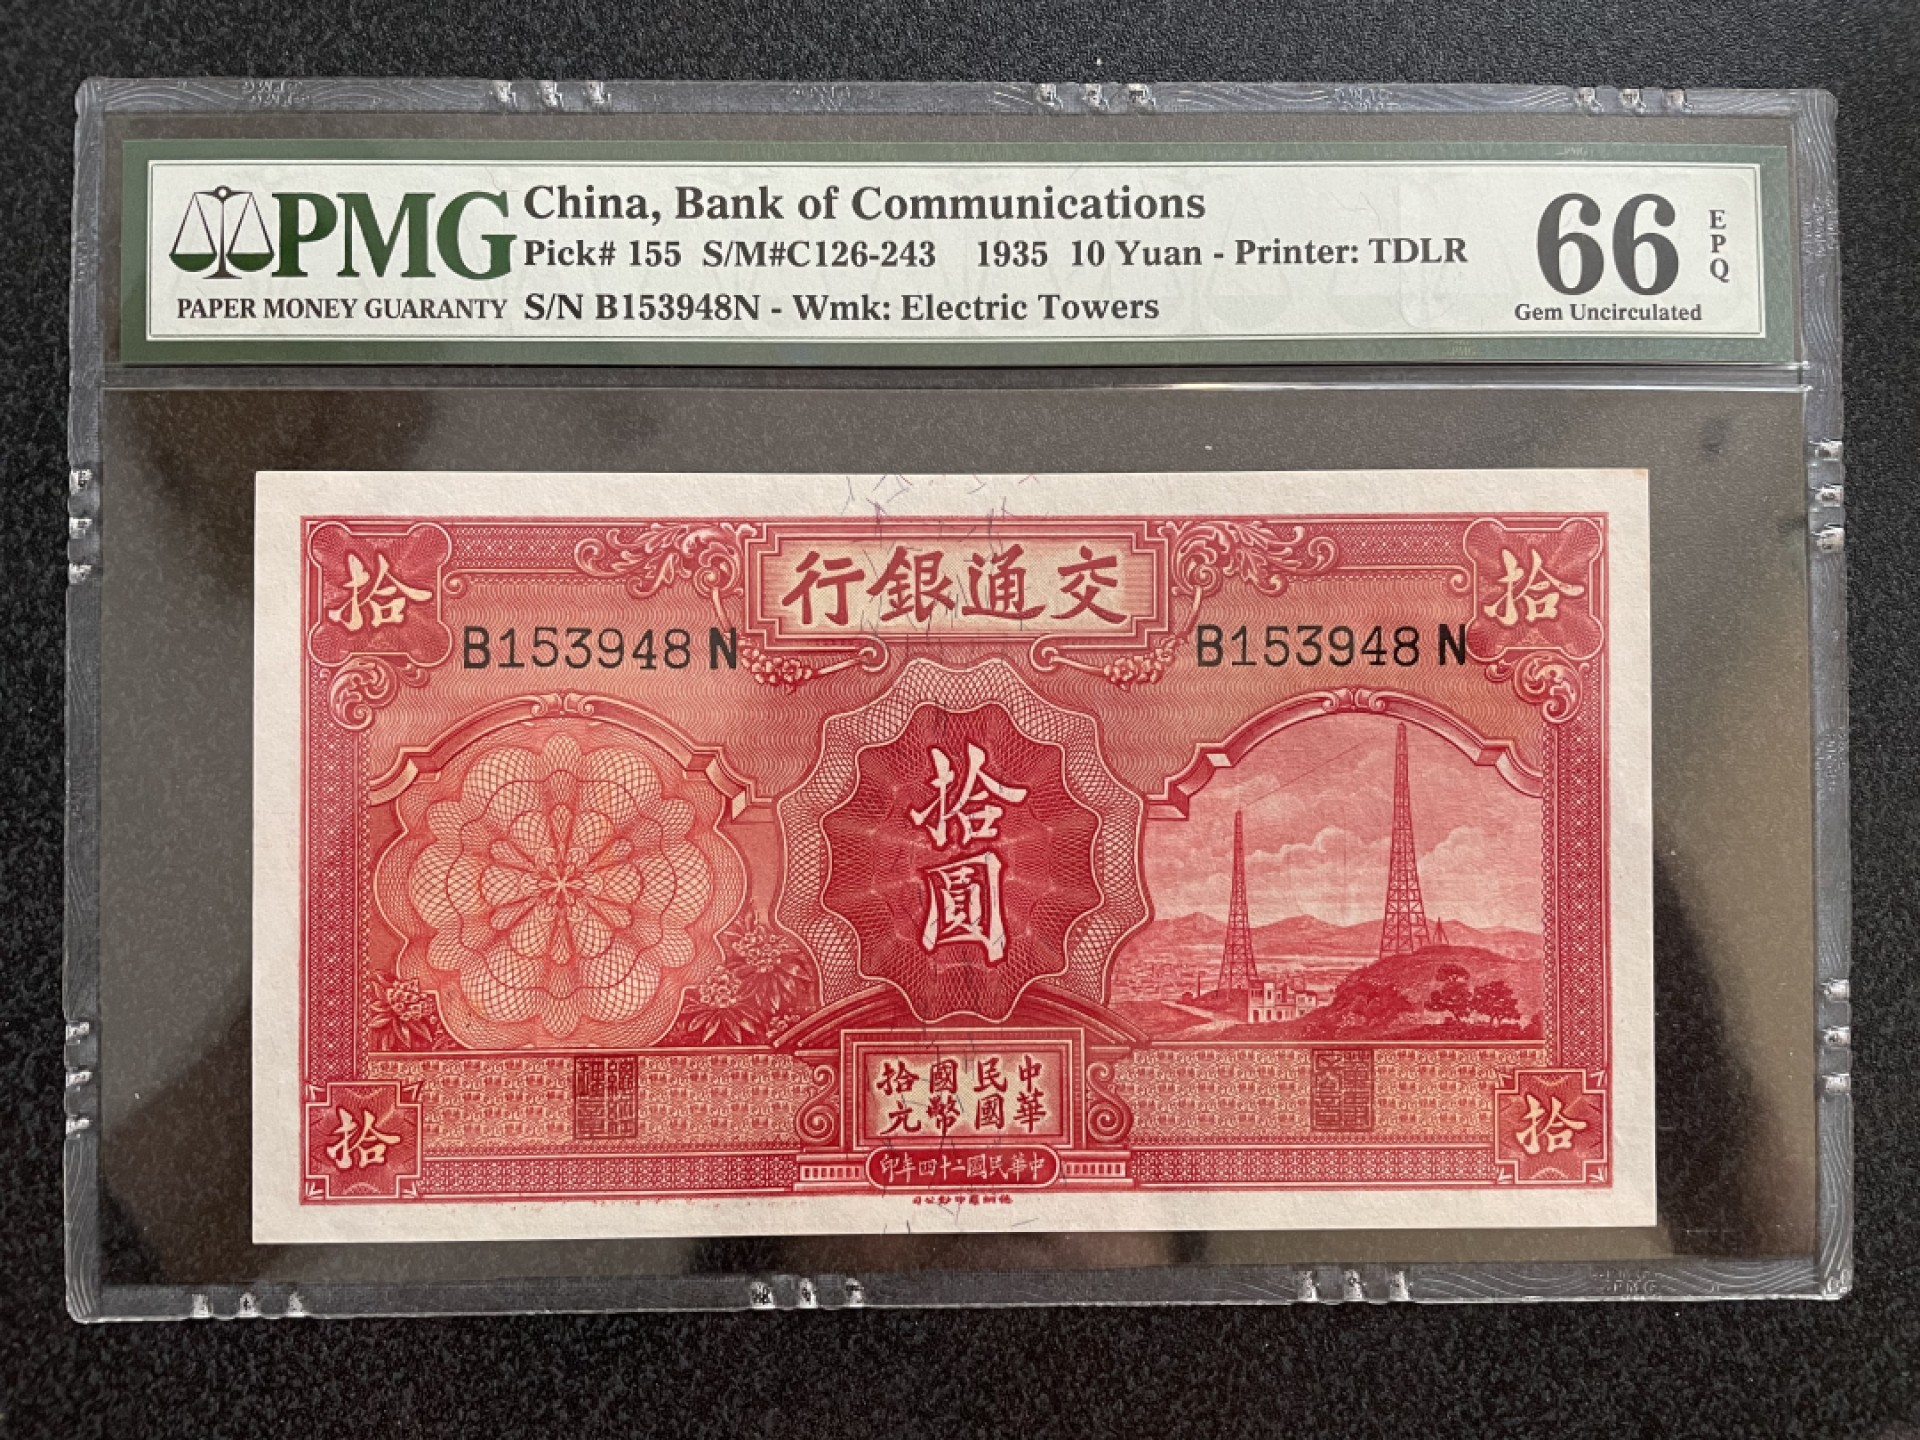 PMG
PAPER MONEY GUARANTY
China, Bank of Communications
Pick# 155 S/M#C126-243 1935 10 Yuan - Printer: TDLR
S/N B153948N - Wmk: Electric Towers
66
EPQ
Gem Uncirculated
拾
行銀通交
拾
B153948 N
B153948 N
拾圓
中華
民國
國幣
拾元
拾
拾
印年四十二國民華中